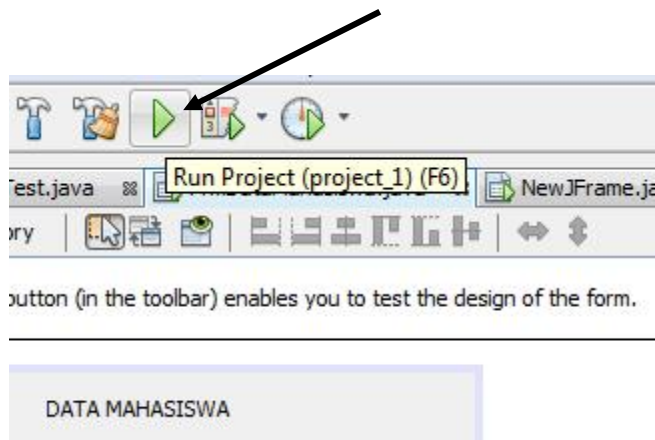 Run Project (project_1) (F6)
Test.java
NewJFrame.ja
ory
button (in the toolbar) enables you to test the design of the form.
DATA MAHASISWA